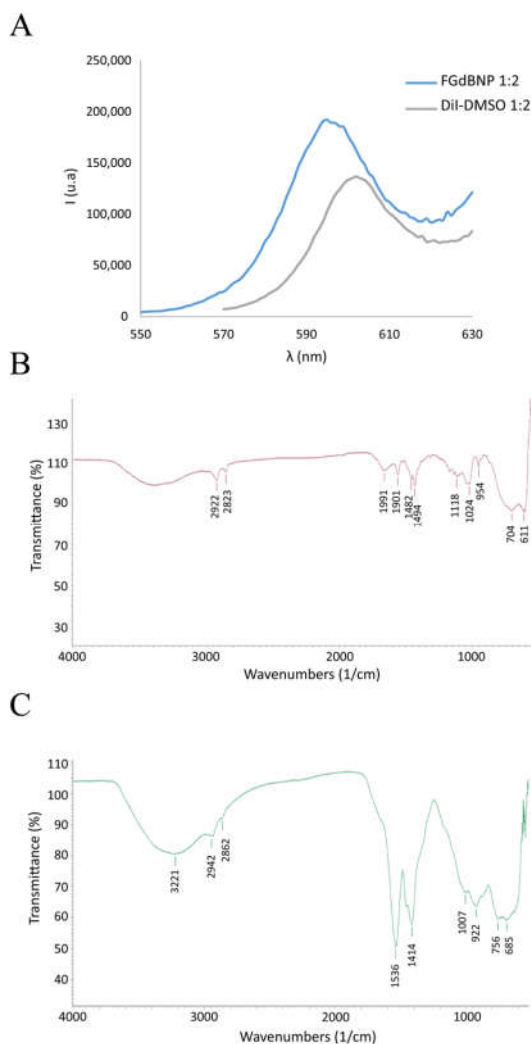 A
250,000
200,000
150,000
100,000
50,000
0
I (u.a)
FGdBNP 1:2
DiI-DMSO 1:2
550 570 590 610 630
λ (nm)
B
Transmittance (%)
130
110
90
70
50
30
2922
2823
1991
1901
1482
1494
1118
1024
954
704
611
4000 3000 2000 1000
Wavenumbers (1/cm)
C
Transmittance (%)
110
100
90
80
70
60
50
40
3221
2942
2862
1536
1414
1007
922
756
685
4000 3000 2000 1000
Wavenumbers (1/cm)